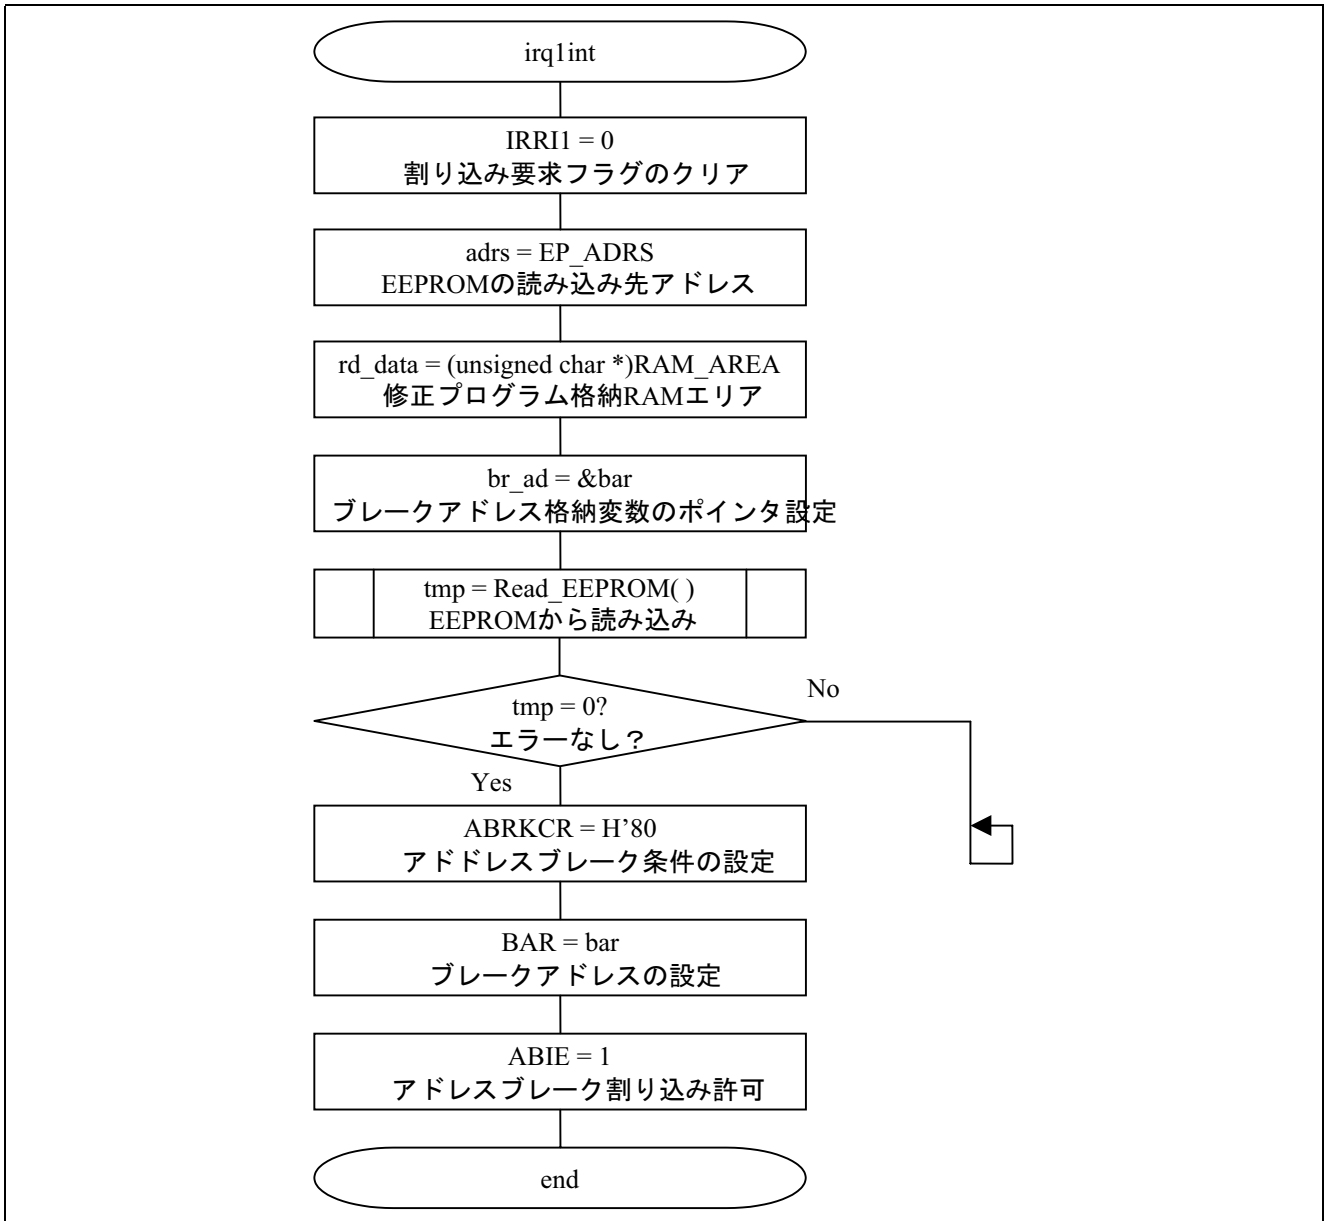 irq1int
IRRI1 = 0
割り込み要求フラグのクリア
adrs = EP_ADRS
EEPROMの読み込み先アドレス
rd_data = (unsigned char *)RAM_AREA
修正プログラム格納RAMエリア
br_ad = &bar
ブレークアドレス格納変数のポインタ設定
tmp = Read_EEPROM( )
EEPROMから読み込み
No
tmp = 0?
エラーなし？
Yes
ABRKCR = H’80
アドドレスブレーク条件の設定
BAR = bar
ブレークアドレスの設定
ABIE = 1
アドレスブレーク割り込み許可
end